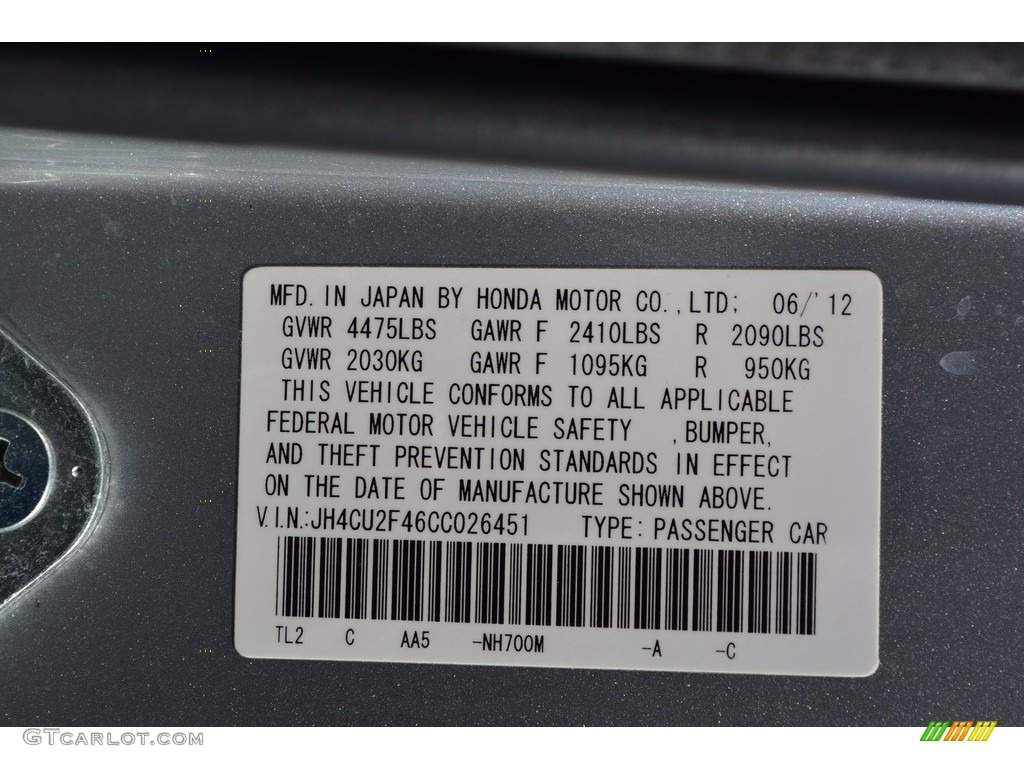 MFD. IN JAPAN BY HONDA MOTOR CO.,LTD; 06/'12
GVWR 4475LBS GAWR F 2410LBS R 2090LBS
GVWR 2030KG GAWR F 1095KG R 950KG
THIS VEHICLE CONFORMS TO ALL APPLICABLE
FEDERAL MOTOR VEHICLE SAFETY ,BUMPER,
AND THEFT PREVENTION STANDARDS IN EFFECT
ON THE DATE OF MANUFACTURE SHOWN ABOVE.
V.I.N.:JH4CU2F46CC026451 TYPE: PASSENGER CAR
TL2 C AA5 -NH700M -A -C
GTCarlot.com